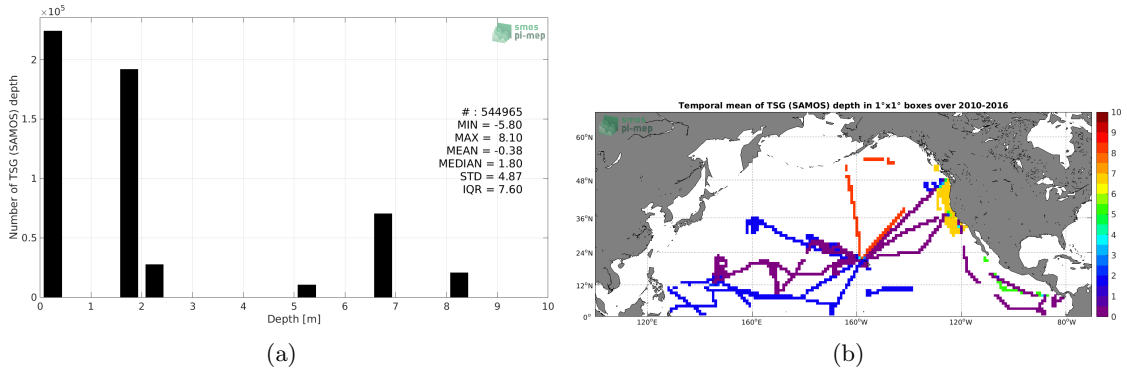 ×10⁵
2
1.5
1
0.5
0
0 1 2 3 4 5 6 7 8 9 10
Number of TSG (SAMOS) depth
Depth [m]
smos
pi-mep
# : 544965
MIN = -5.80
MAX = 8.10
MEAN = -0.38
MEDIAN = 1.80
STD = 4.87
IQR = 7.60
(a)
Temporal mean of TSG (SAMOS) depth in 1°x1° boxes over 2010-2016
smos
pi-mep
60°N
48°N
36°N
24°N
12°N
0°
120°E 160°E 160°W 120°W 80°W
10
9
8
7
6
5
4
3
2
1
0
(b)